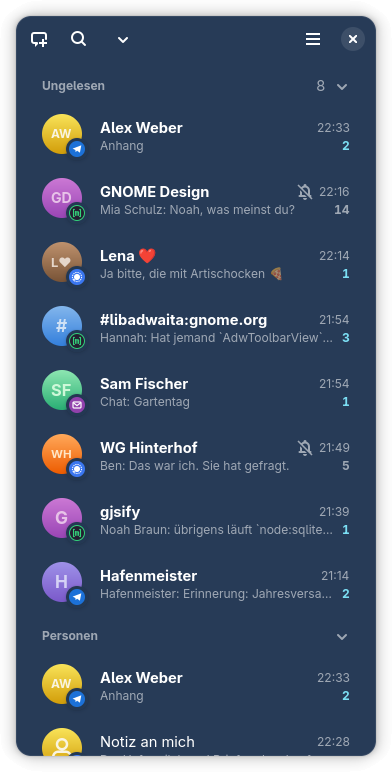 Ungelesen 8
AW Alex Weber 22:33
Anhang 2
GD GNOME Design 22:16
Mia Schulz: Noah, was meinst du? 14
L♥ Lena ❤️ 22:14
Ja bitte, die mit Artischocken 🍕 1
# #libadwaita:gnome.org 21:54
Hannah: Hat jemand `AdwToolbarView`… 3
SF Sam Fischer 21:54
Chat: Gartentag 1
WH WG Hinterhof 21:49
Ben: Das war ich. Sie hat gefragt. 5
G gjsify 21:39
Noah Braun: übrigens läuft `node:sqlite… 1
H Hafenmeister 21:14
Hafenmeister: Erinnerung: Jahresversa… 2
Personen
AW Alex Weber 22:33
Anhang 2
Notiz an mich 22:28